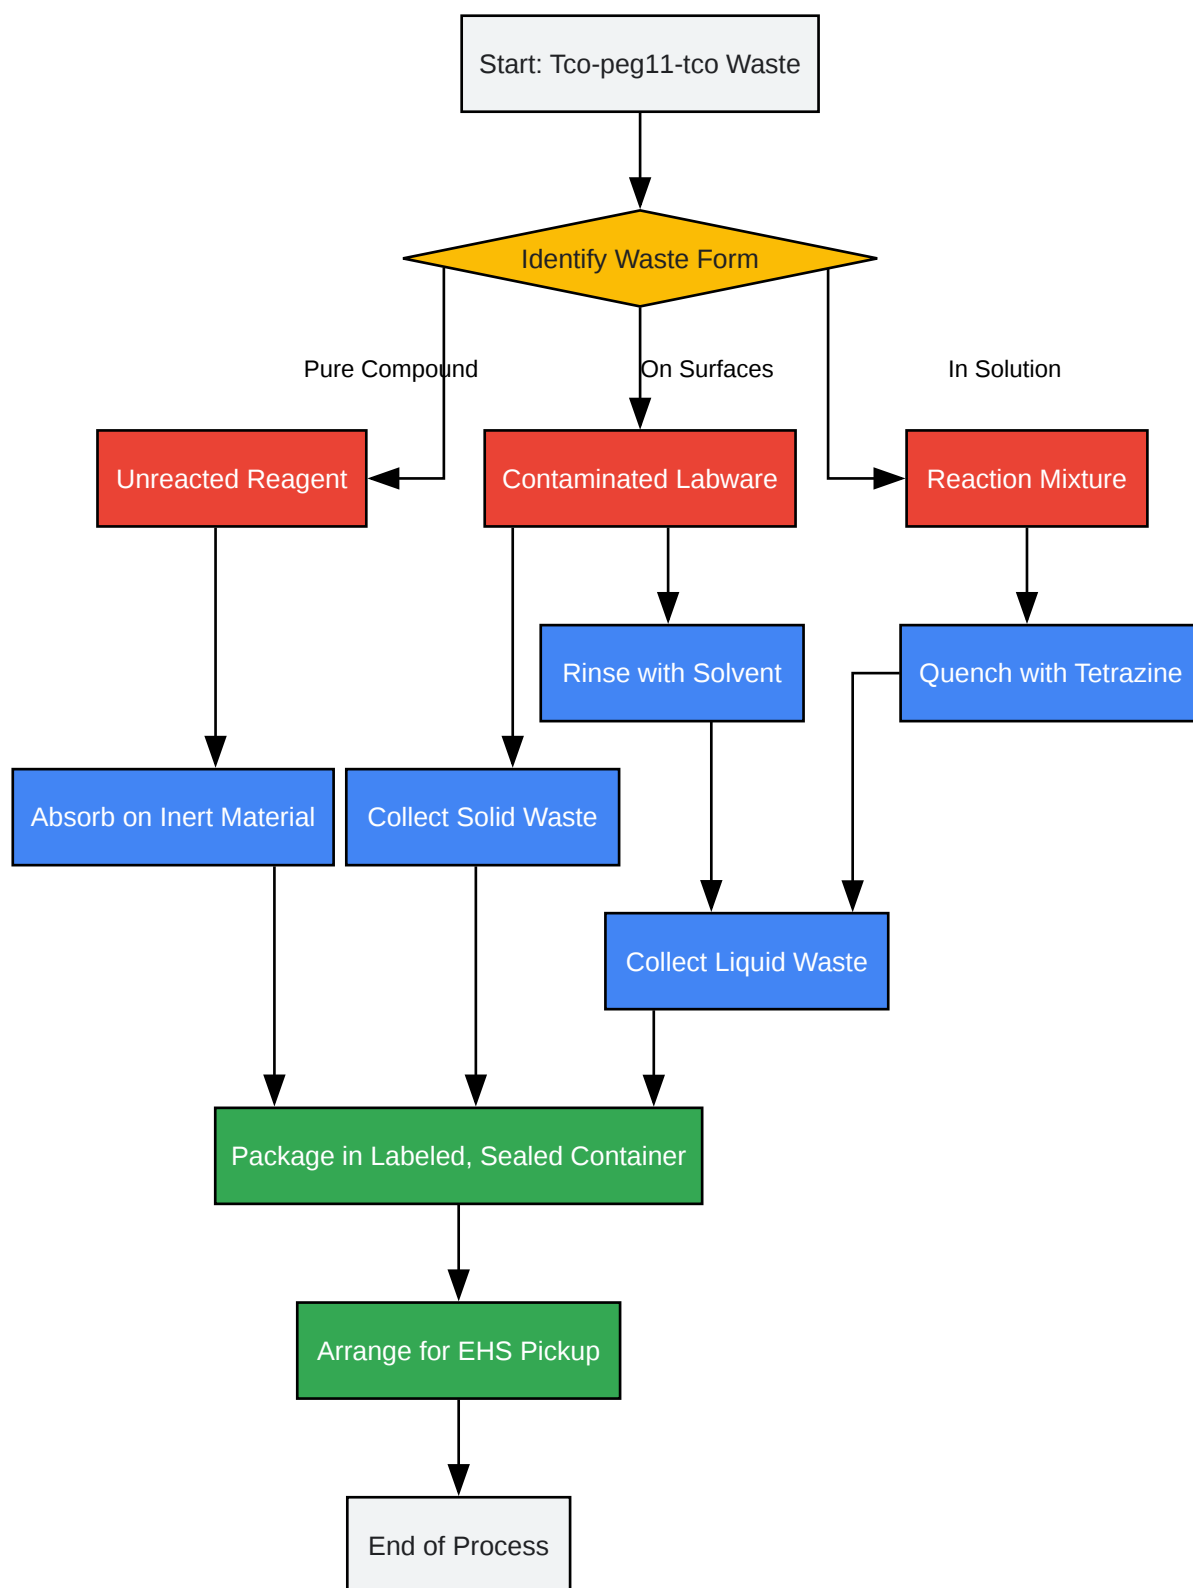 Start: Tco-peg11-tco Waste
Identify Waste Form
Pure Compound
On Surfaces
In Solution
Unreacted Reagent
Contaminated Labware
Reaction Mixture
Rinse with Solvent
Quench with Tetrazine
Absorb on Inert Material
Collect Solid Waste
Collect Liquid Waste
Package in Labeled, Sealed Container
Arrange for EHS Pickup
End of Process